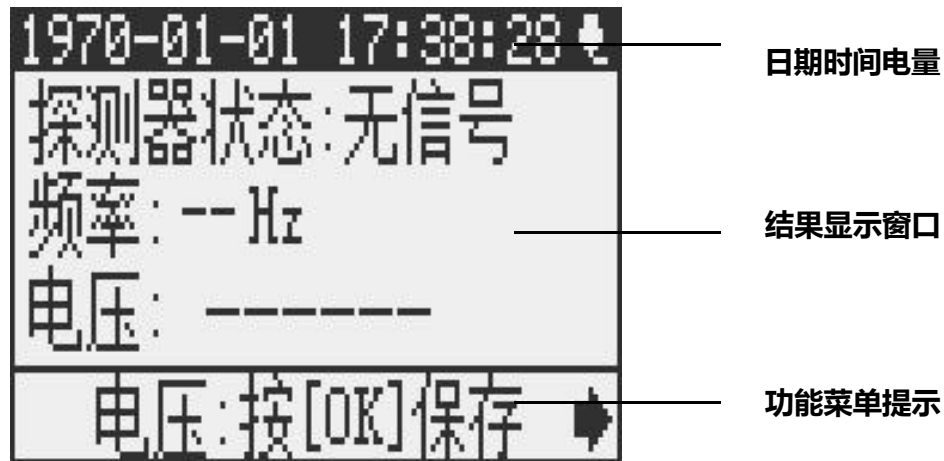 1970-01-01 17:38:28
日期时间电量
探测器状态:无信号
频率:--Hz
结果显示窗口
电压: ------
电压:按[OK]保存
功能菜单提示